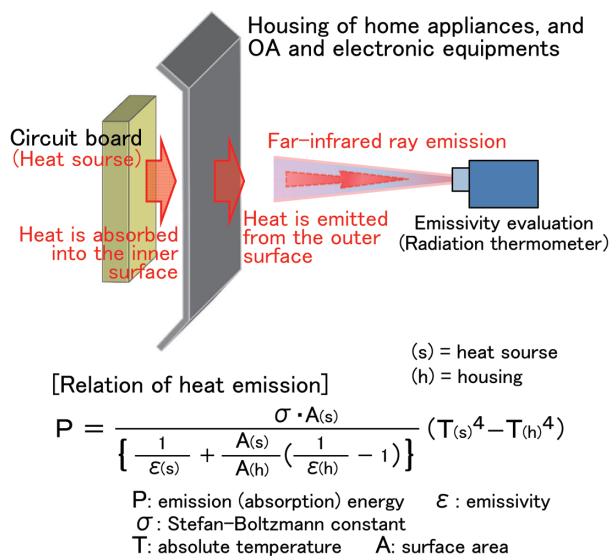 Housing of home appliances, and
OA and electronic equipments
Circuit board
(Heat sourse)
Far-infrared ray emission
Heat is absorbed
into the inner
surface
Heat is emitted
from the outer
surface
Emissivity evaluation
(Radiation thermometer)
(s) = heat sourse
(h) = housing
[Relation of heat emission]
P = σ・A(s) / { 1/ε(s) + A(s)/A(h) (1/ε(h) − 1) } (T(s)⁴−T(h)⁴)
P: emission (absorption) energy ε : emissivity
σ : Stefan-Boltzmann constant
T: absolute temperature A: surface area